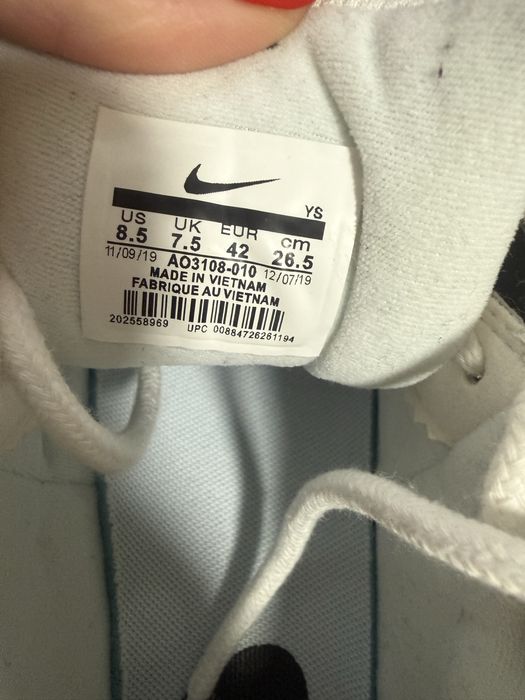 YS
US UK EUR cm
8.5 7.5 42 26.5
11/09/19 AO3108-010 12/07/19
MADE IN VIETNAM
FABRIQUE AU VIETNAM
202558969 UPC 00884726281194